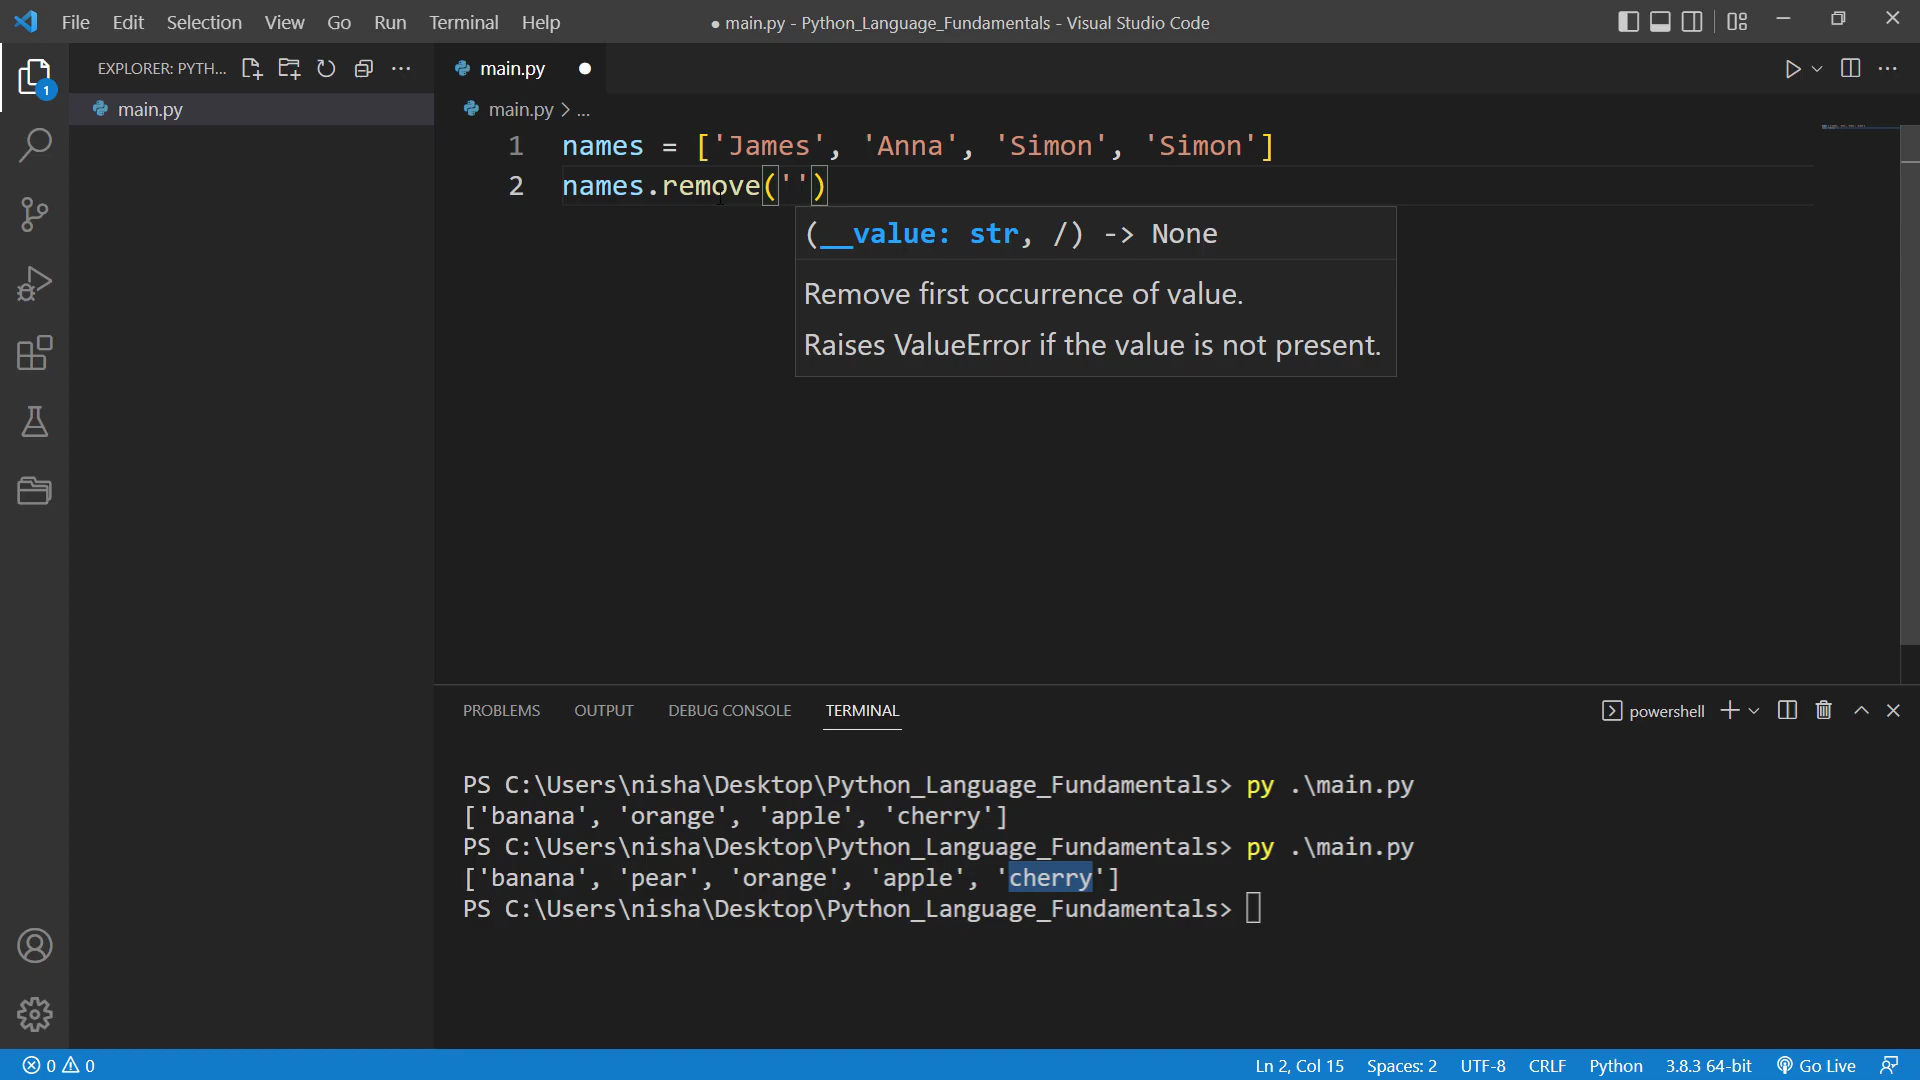 File Edit Selection View Go Run Terminal Help ● main.py - Python_Language_Fundamentals - Visual Studio Code
EXPLORER: PYTH... main.py
1
main.py
main.py > ...
1 names = ['James', 'Anna', 'Simon', 'Simon']
2 names.remove('')
(__value: str, /) -> None
Remove first occurrence of value.
Raises ValueError if the value is not present.
PROBLEMS OUTPUT DEBUG CONSOLE TERMINAL powershell
PS C:\Users\nisha\Desktop\Python_Language_Fundamentals> py .\main.py
['banana', 'orange', 'apple', 'cherry']
PS C:\Users\nisha\Desktop\Python_Language_Fundamentals> py .\main.py
['banana', 'pear', 'orange', 'apple', 'cherry']
PS C:\Users\nisha\Desktop\Python_Language_Fundamentals>
0 0 Ln 2, Col 15 Spaces: 2 UTF-8 CRLF Python 3.8.3 64-bit Go Live